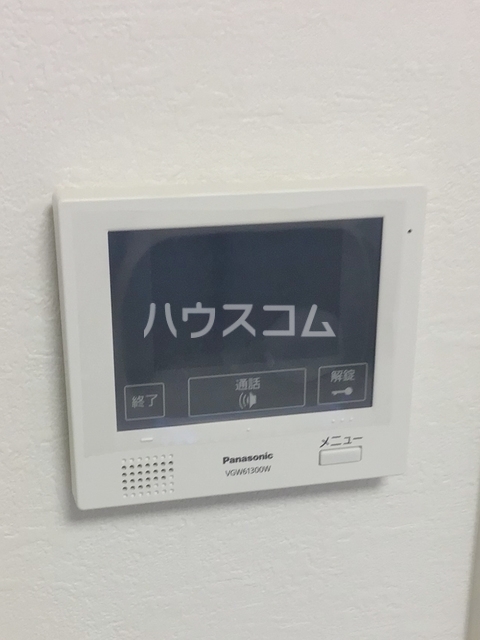 ハウスコム
終了
通話
解錠
メニュー
Panasonic
VGW61300W